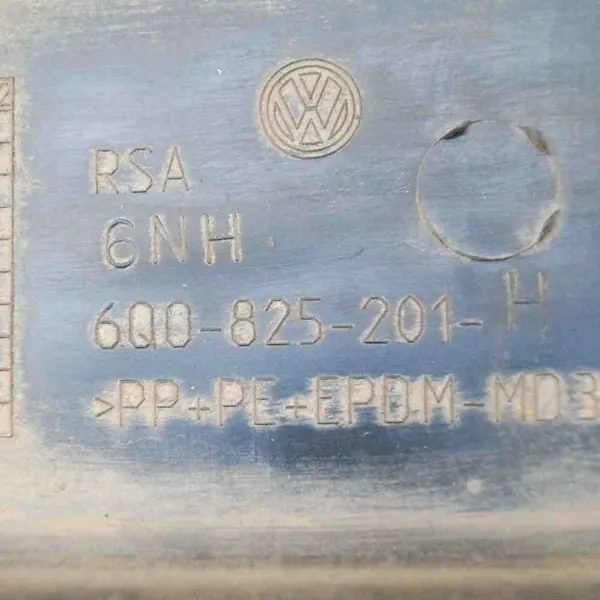 RSA
6NH
6Q0-825-201-H
>PP+PE+EPDM-MD3